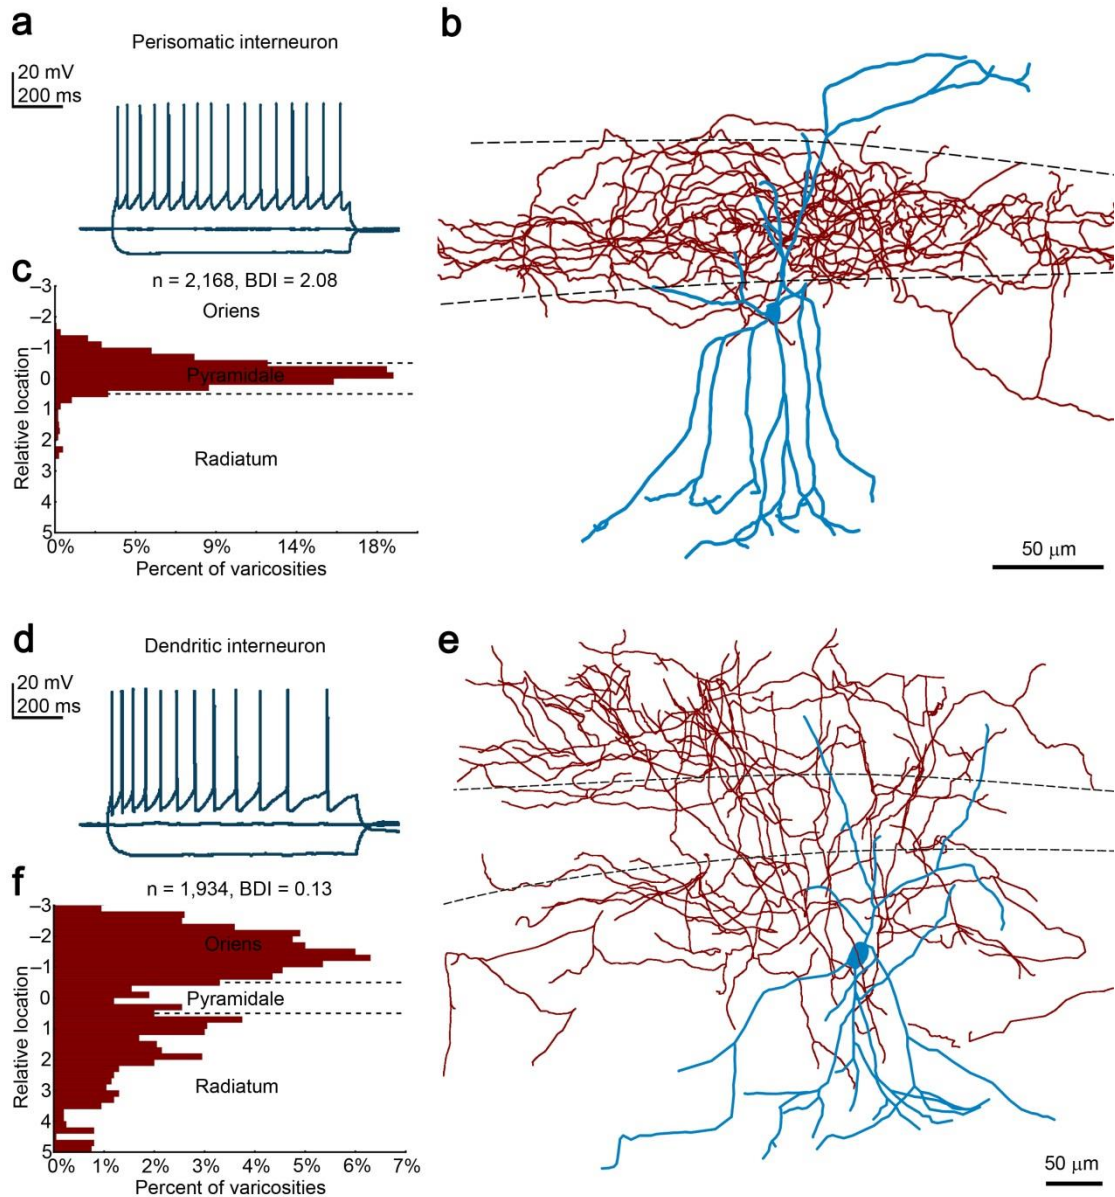 a
Perisomatic interneuron
20 mV
200 ms
b
c
n = 2,168, BDI = 2.08
–3
Oriens
–2
–1
0
Pyramidale
1
2
Radiatum
3
4
5
Relative location
0% 5% 9% 14% 18%
Percent of varicosities
50 μm
d
Dendritic interneuron
20 mV
200 ms
e
f
n = 1,934, BDI = 0.13
–3
–2
Oriens
–1
0
Pyramidale
1
2
Radiatum
3
4
5
Relative location
0% 1% 2% 3% 4% 5% 6% 7%
Percent of varicosities
50 μm